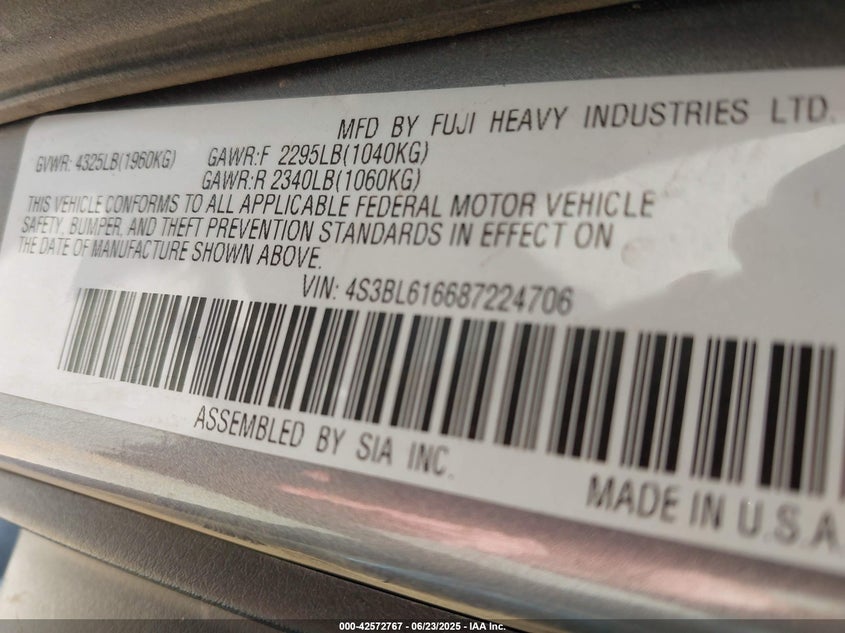 MFD BY FUJI HEAVY INDUSTRIES LTD.
GVWR: 4325LB(1960KG) GAWR:F 2295LB(1040KG)
GAWR:R 2340LB(1060KG)
THIS VEHICLE CONFORMS TO ALL APPLICABLE FEDERAL MOTOR VEHICLE
SAFETY, BUMPER, AND THEFT PREVENTION STANDARDS IN EFFECT ON
THE DATE OF MANUFACTURE SHOWN ABOVE.
VIN: 4S3BL616687224706
ASSEMBLED BY SIA INC.
MADE IN U.S.A
000-42572767 - 06/23/2025 - IAA Inc.